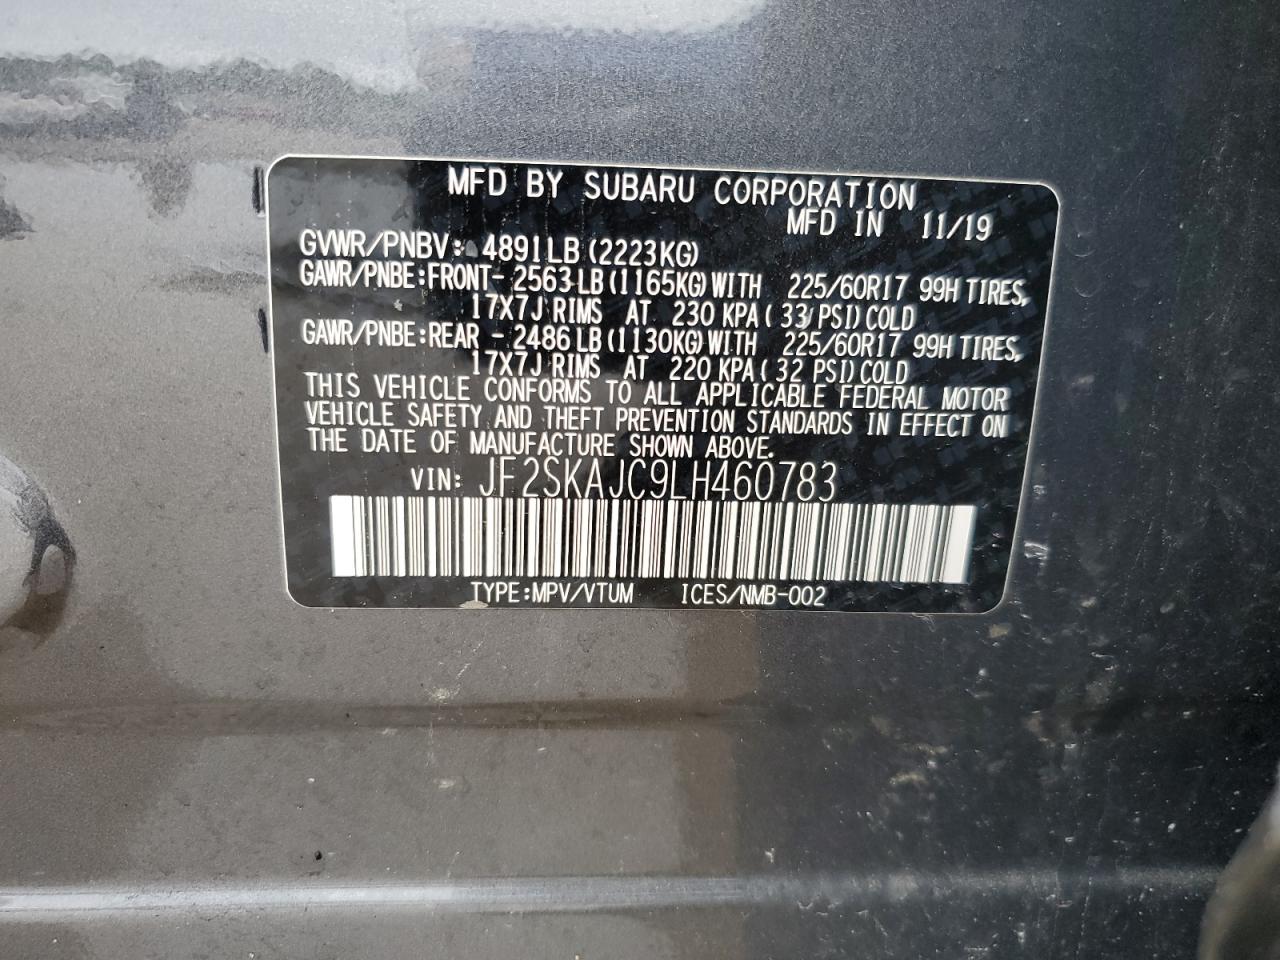 MFD BY SUBARU CORPORATION
MFD IN 11/19
GVWR/PNBV: 4891LB (2223KG)
GAWR/PNBE:FRONT- 2563LB (1165KG) WITH 225/60R17 99H TIRES,
17X7J RIMS AT 230 KPA ( 33 PSI) COLD
GAWR/PNBE:REAR - 2486LB (1130KG) WITH 225/60R17 99H TIRES,
17X7J RIMS AT 220 KPA ( 32 PSI) COLD
THIS VEHICLE CONFORMS TO ALL APPLICABLE FEDERAL MOTOR
VEHICLE SAFETY AND THEFT PREVENTION STANDARDS IN EFFECT ON
THE DATE OF MANUFACTURE SHOWN ABOVE.
VIN: JF2SKAJC9LH460783
TYPE:MPV/VTUM ICES/NMB-002